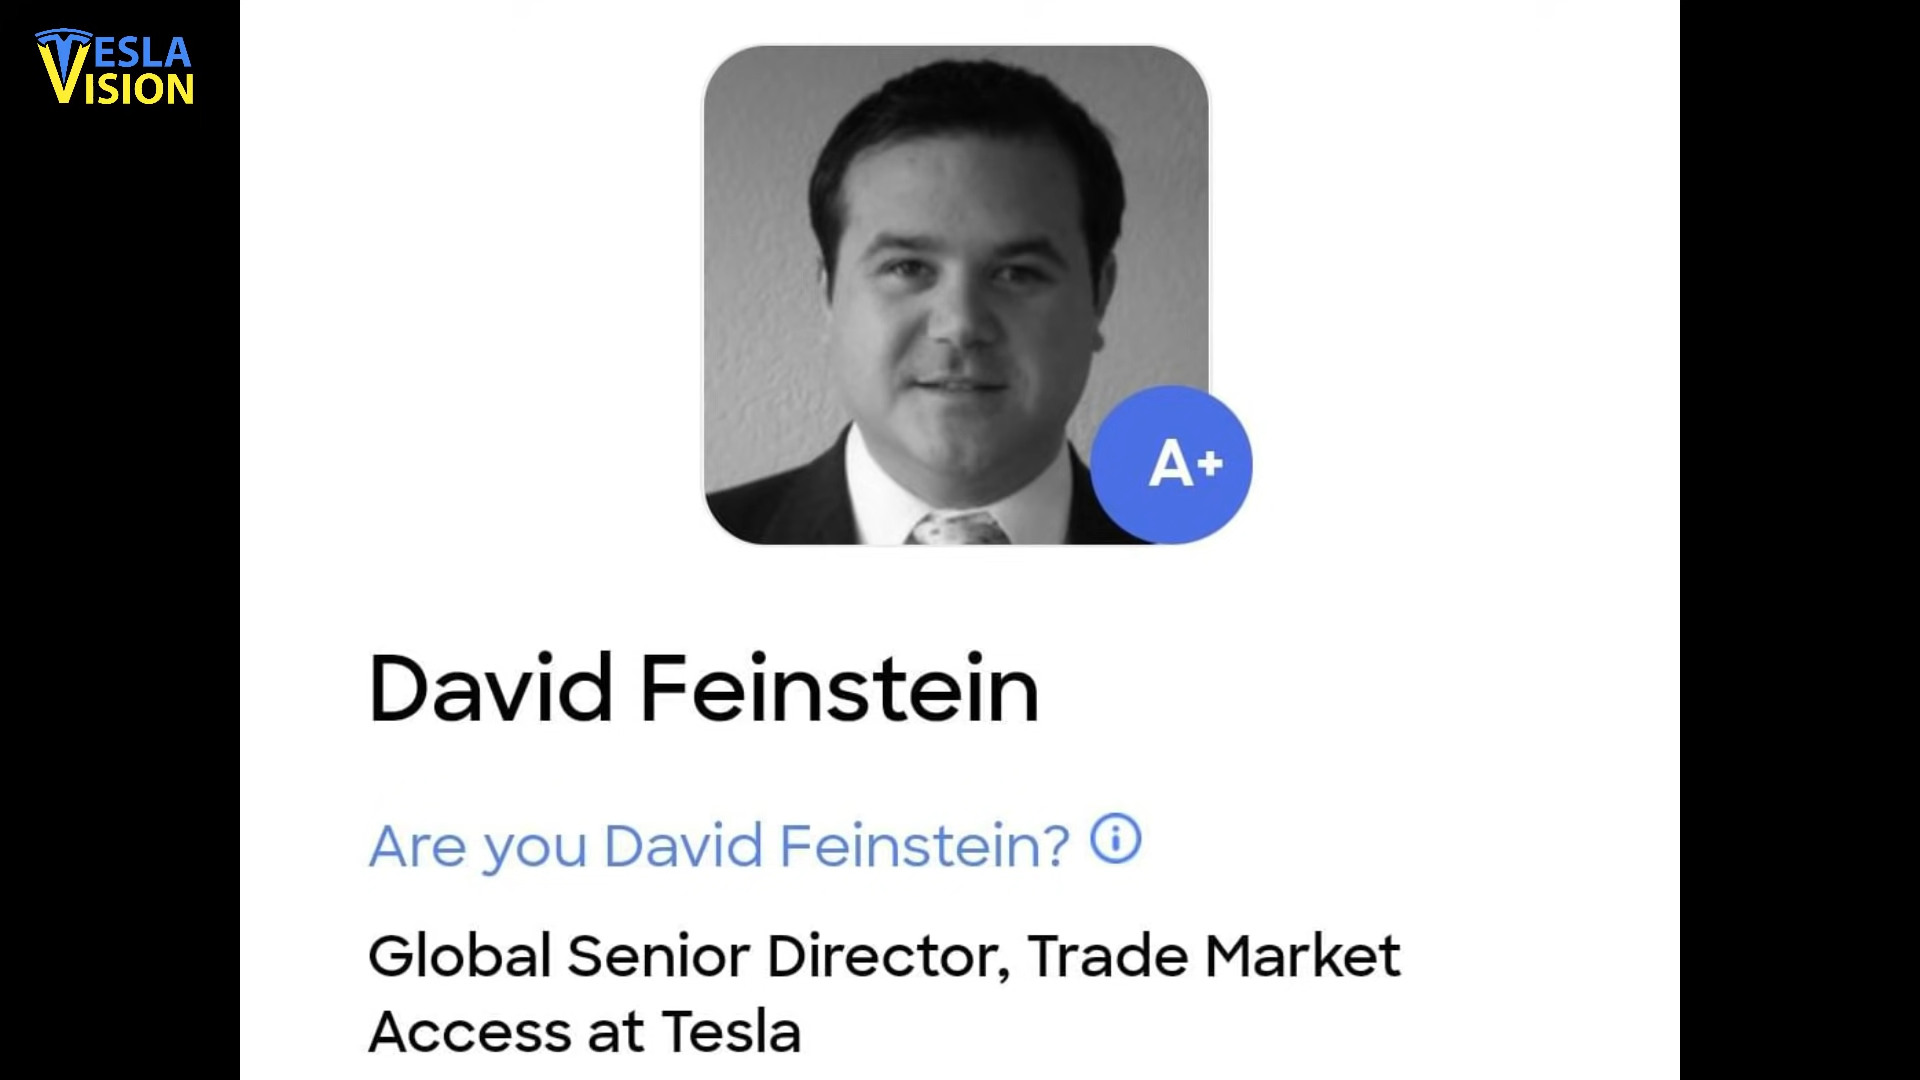 TESLA
VISION
A+
David Feinstein
Are you David Feinstein? i
Global Senior Director, Trade Market
Access at Tesla